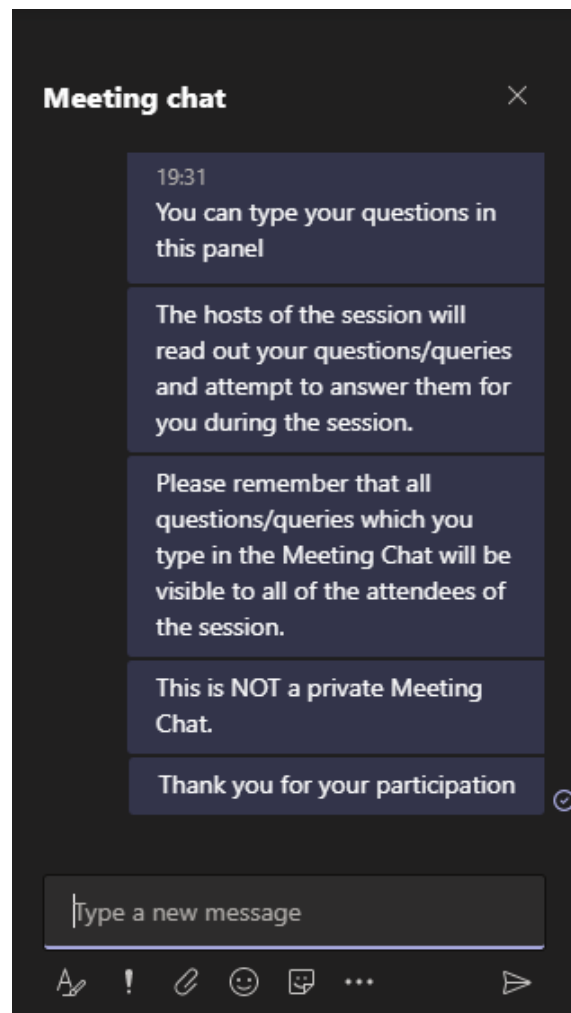 Meeting chat
19:31
You can type your questions in
this panel
The hosts of the session will
read out your questions/queries
and attempt to answer them for
you during the session.
Please remember that all
questions/queries which you
type in the Meeting Chat will be
visible to all of the attendees of
the session.
This is NOT a private Meeting
Chat.
Thank you for your participation
Type a new message